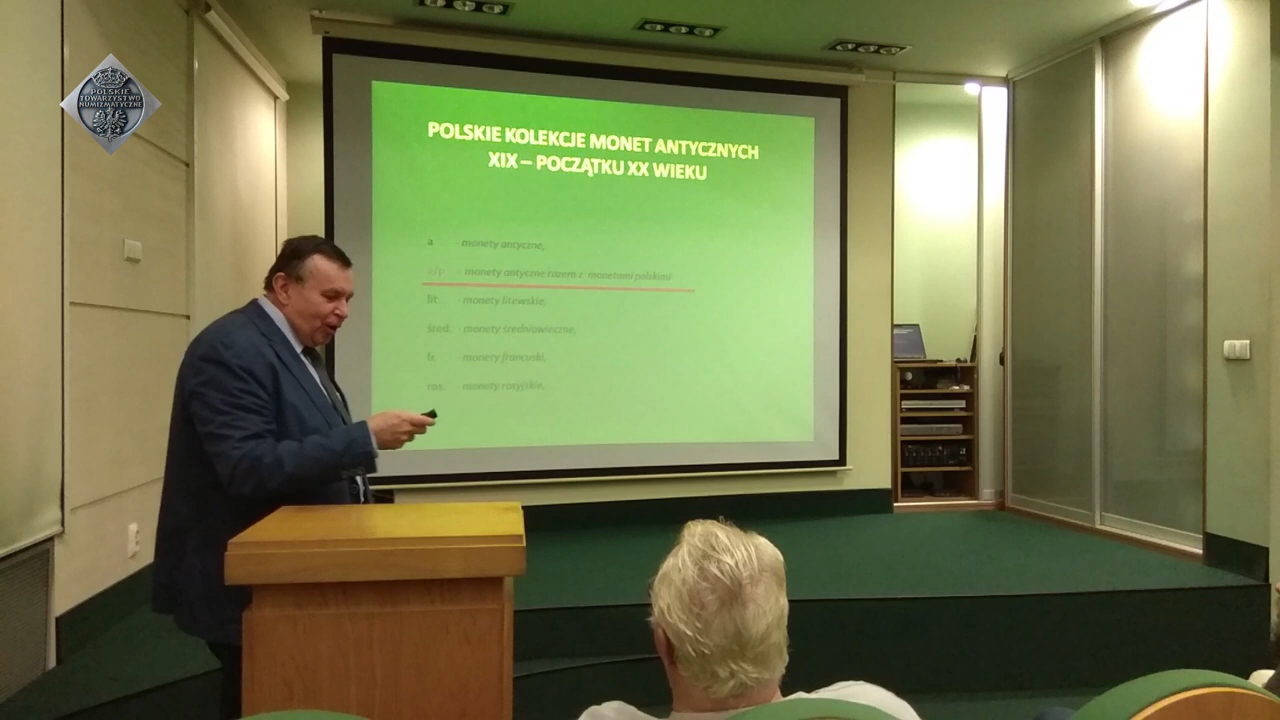 POLSKIE
TOWARZYSTWO
NUMIZMATYCZNE
POLSKIE KOLEKCJE MONET ANTYCZNYCH
XIX – POCZĄTKU XX WIEKU
a - monety antyczne,
a/p - monety antyczne razem z monetami polskimi
lit - monety litewskie,
śred. - monety średniowieczne,
fr. - monety francuski,
ros. - monety rosyjskie,